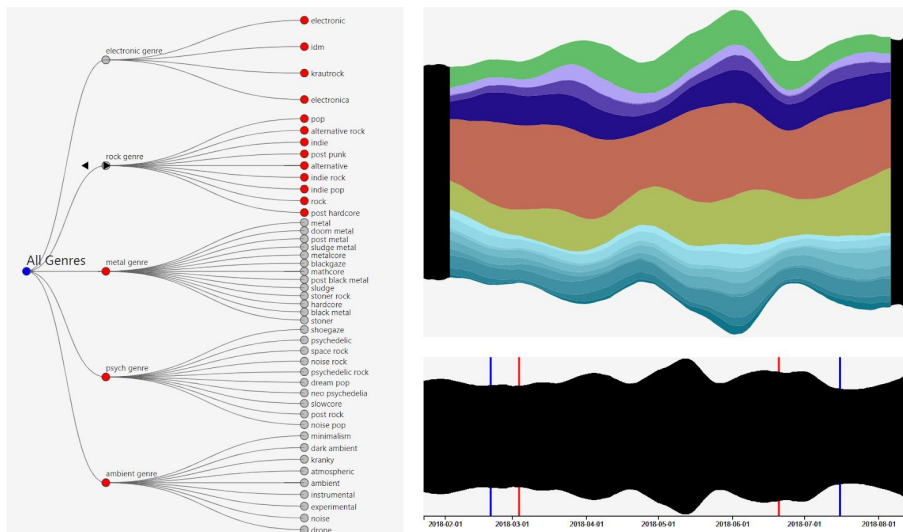 electronic
electronic genre
idm
krautrock
electronica
pop
alternative rock
indie
post punk
rock genre
alternative
indie rock
indie pop
rock
post hardcore
metal
doom metal
post metal
sludge metal
metalcore
All Genres
metal genre
blackgaze
mathcore
post black metal
sludge
stoner rock
hardcore
black metal
stoner
shoegaze
psychedelic
space rock
noise rock
psych genre
psychedelic rock
dream pop
neo psychedelia
slowcore
post rock
noise pop
minimalism
dark ambient
kranky
atmospheric
ambient genre
ambient
instrumental
experimental
noise
drone
2018-02-01 2018-03-01 2018-04-01 2018-05-01 2018-06-01 2018-07-01 2018-08-01